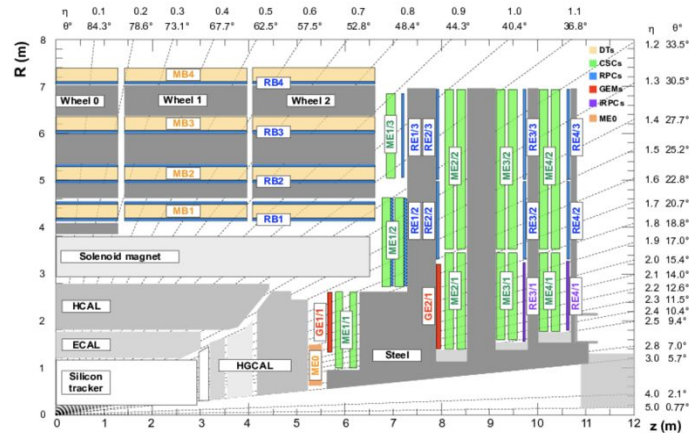 η 0.1 0.2 0.3 0.4 0.5 0.6 0.7 0.8 0.9 1.0 1.1
θ° 84.3° 78.6° 73.1° 67.7° 62.5° 57.5° 52.8° 48.4° 44.3° 40.4° 36.8° η θ°
R (m)
8
7
6
5
4
3
2
1
0
1.2 33.5°
1.3 30.5°
1.4 27.7°
1.5 25.2°
1.6 22.8°
1.7 20.7°
1.8 18.8°
1.9 17.0°
2.0 15.4°
2.1 14.0°
2.2 12.6°
2.3 11.5°
2.4 10.4°
2.5 9.4°
2.8 7.0°
3.0 5.7°
4.0 2.1°
5.0 0.77°
DTs
CSCs
RPCs
GEMs
iRPCs
ME0
MB4
RB4
Wheel 0 Wheel 1 Wheel 2
MB3
RB3
MB2
RB2
MB1
RB1
Solenoid magnet
HCAL
ECAL
Silicon
tracker
HGCAL
Steel
ME0
GE1/1
ME1/1
ME1/2
ME1/3
RE1/3
RE1/2
RE2/3
RE2/2
GE2/1
ME2/2
ME2/1
ME3/2
ME3/1
RE3/3
RE3/2
RE3/1
ME4/2
ME4/1
RE4/3
RE4/2
RE4/1
0 1 2 3 4 5 6 7 8 9 10 11 12
z (m)